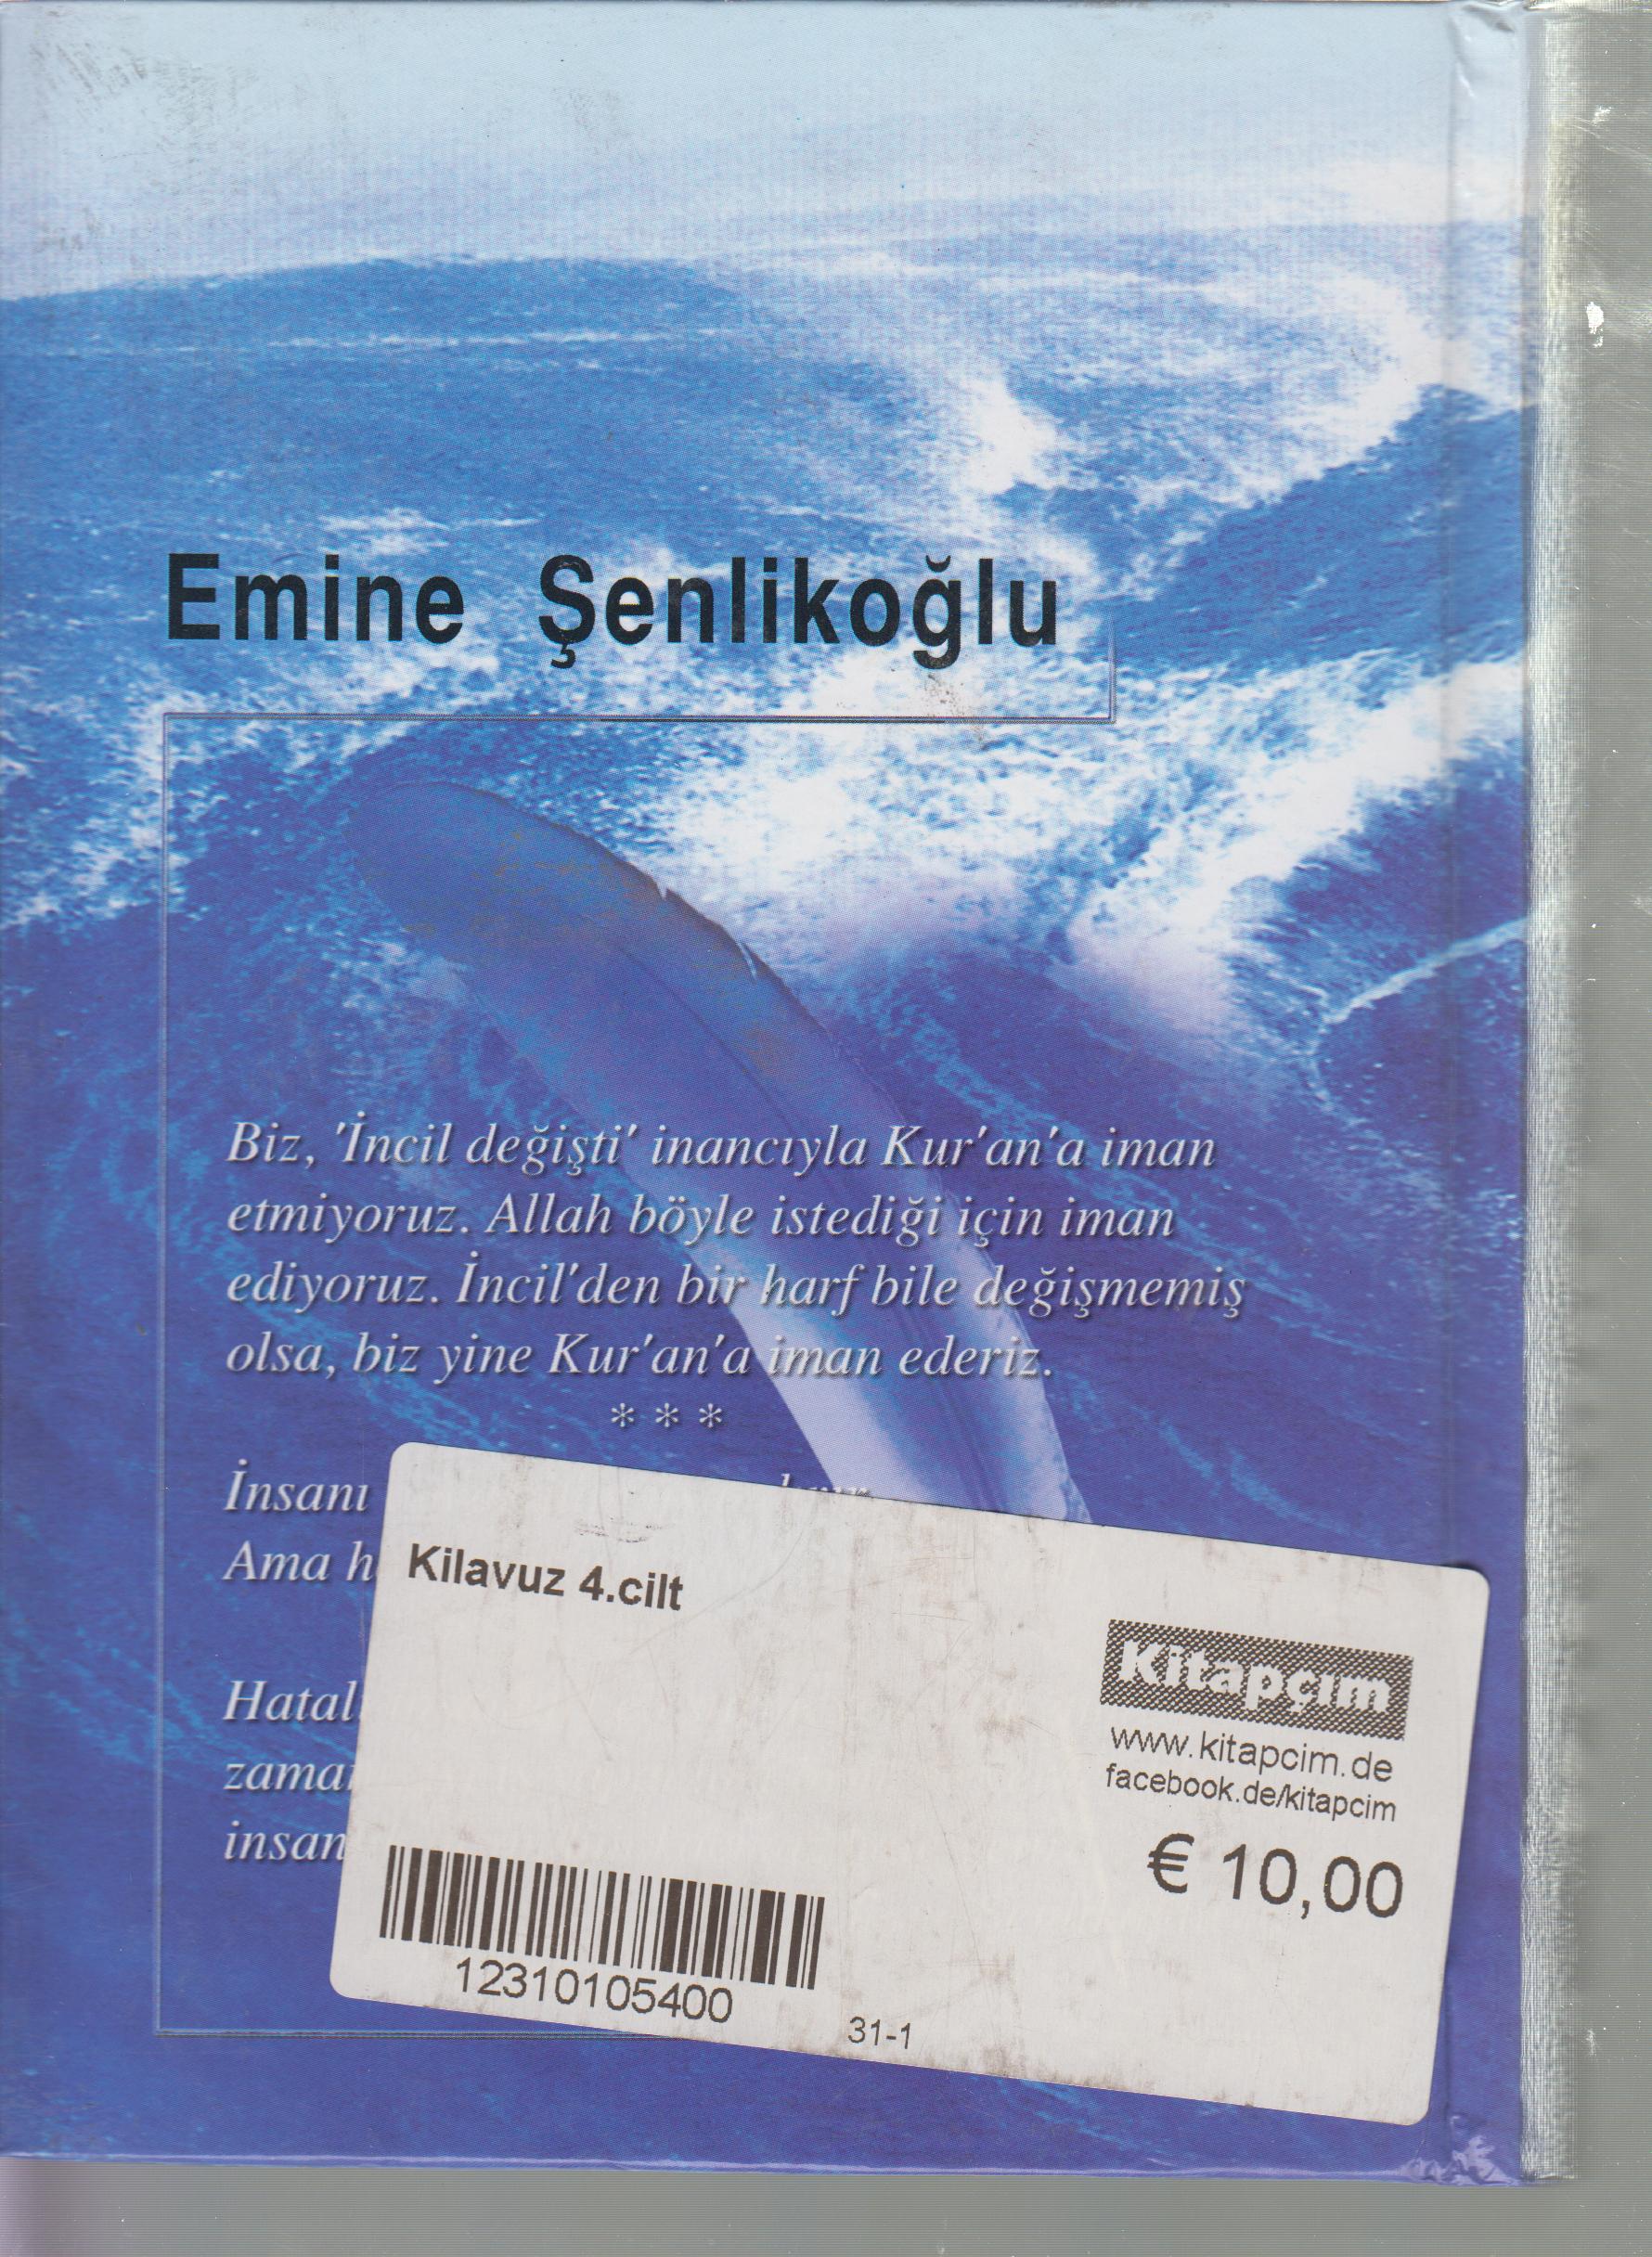 Emine Şenlikoğlu
Biz, 'İncil değişti' inancıyla Kur'an'a iman
etmiyoruz. Allah böyle istediği için iman
ediyoruz. İncil'den bir harf bile değişmemiş
olsa, biz yine Kur'an'a iman ederiz.
* * *
İnsanı
Ama
Kilavuz 4.cilt
Kitapçım
www.kitapcim.de
facebook.de/kitapcim
€ 10,00
insan
12310105400
31-1